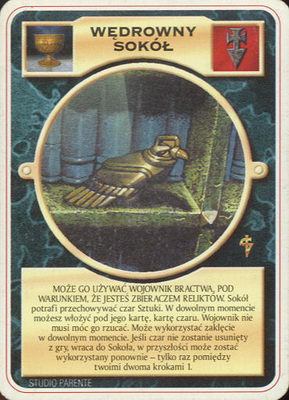 WĘDROWNY
SOKÓŁ
MOŻE GO UŻYWAĆ WOJOWNIK BRACTWA, POD
WARUNKIEM, ŻE JESTEŚ ZBIERACZEM RELIKTÓW. Sokół
potrafi przechowywać czar Sztuki. W dowolnym momencie
możesz włożyć pod jego kartę, kartę czaru. Wojownik nie
musi móc go rzucać. Może wykorzystać zaklęcie
w dowolnym momencie. Jeśli czar nie zostanie usunięty
z gry, wraca do Sokoła, w przyszłości może zostać
wykorzystany ponownie – tylko raz pomiędzy
twoimi dwoma krokami 1.
STUDIO PARENTE